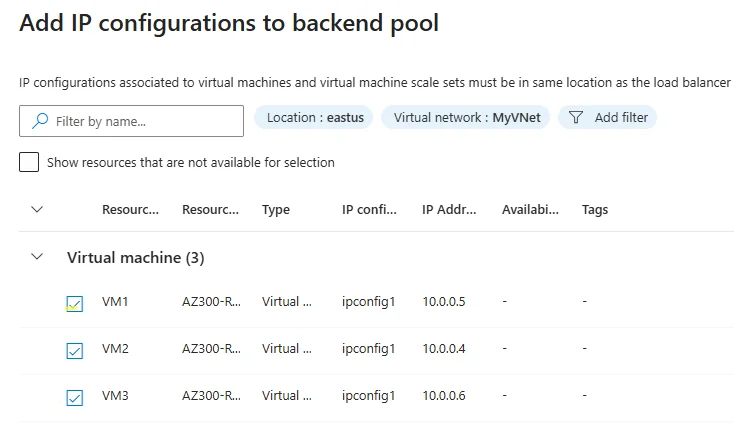 Add IP configurations to backend pool
IP configurations associated to virtual machines and virtual machine scale sets must be in same location as the load balancer
Filter by name...
Location : eastus
Virtual network : MyVNet
Add filter
Show resources that are not available for selection
Resourc... Resourc... Type IP confi... IP Addr... Availabi... Tags
Virtual machine (3)
VM1 AZ300-R... Virtual ... ipconfig1 10.0.0.5 - -
VM2 AZ300-R... Virtual ... ipconfig1 10.0.0.4 - -
VM3 AZ300-R... Virtual ... ipconfig1 10.0.0.6 - -